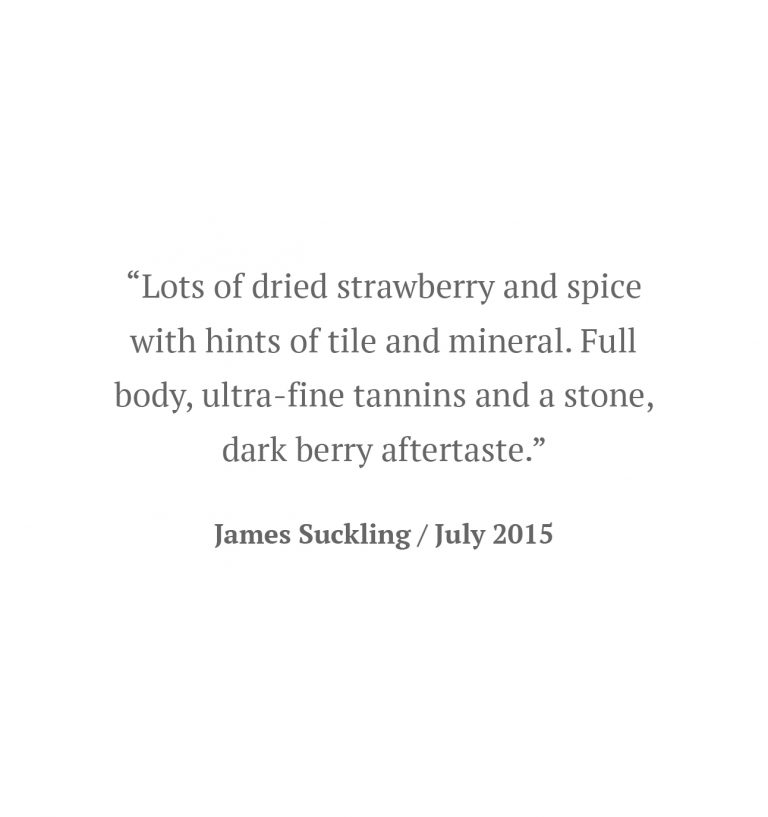 “Lots of dried strawberry and spice
with hints of tile and mineral. Full
body, ultra-fine tannins and a stone,
dark berry aftertaste.”
James Suckling / July 2015